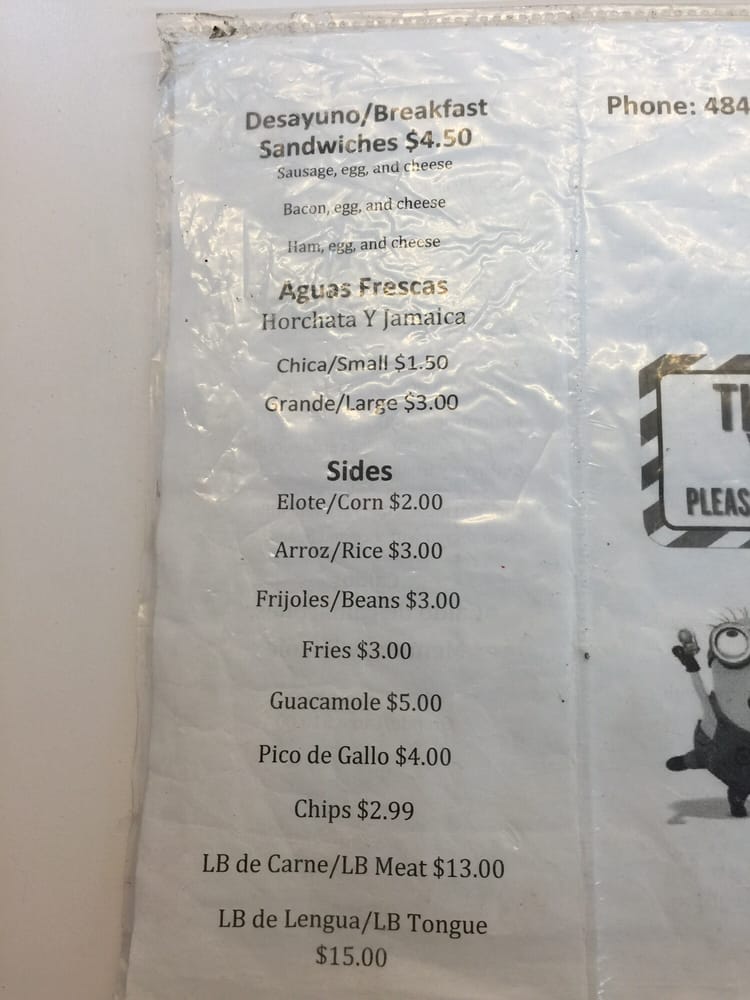 Desayuno/Breakfast
Sandwiches $4.50
Sausage, egg, and cheese
Bacon, egg, and cheese
Ham, egg, and cheese
Aguas Frescas
Horchata Y Jamaica
Chica/Small $1.50
Grande/Large $3.00
Sides
Elote/Corn $2.00
Arroz/Rice $3.00
Frijoles/Beans $3.00
Fries $3.00
Guacamole $5.00
Pico de Gallo $4.00
Chips $2.99
LB de Carne/LB Meat $13.00
LB de Lengua/LB Tongue
$15.00
Phone: 484